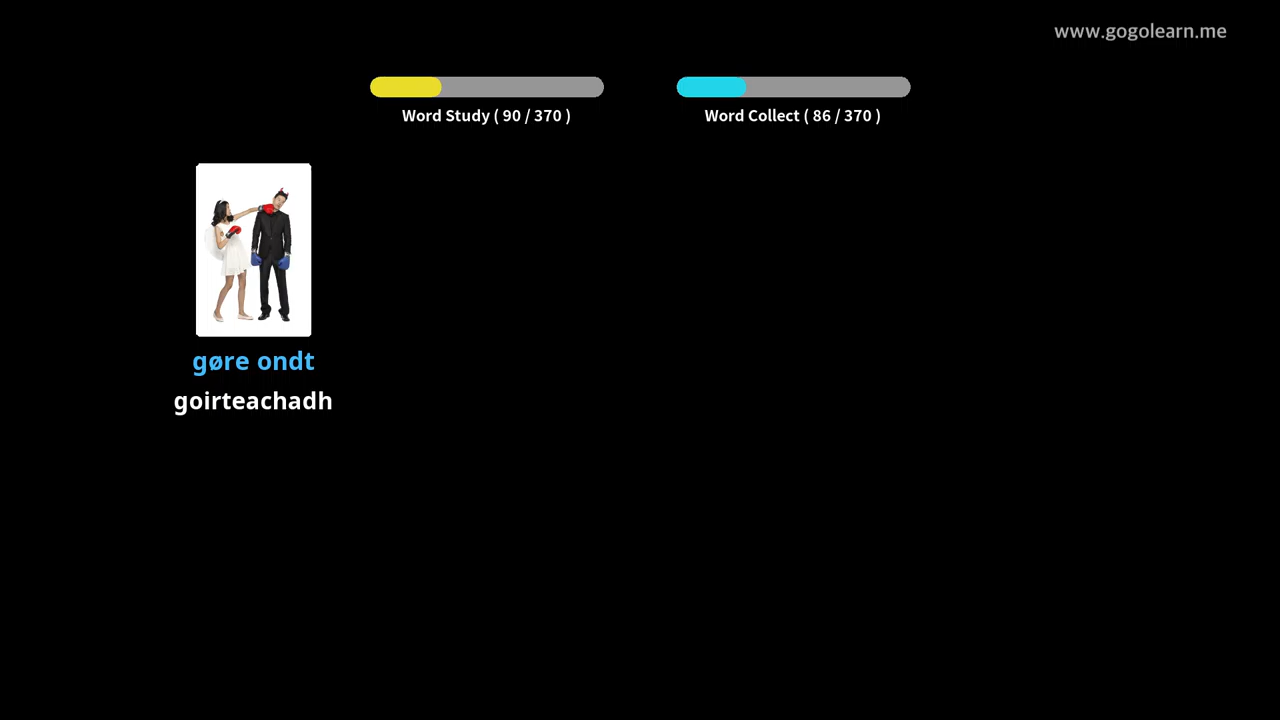 www.gogolearn.me
Word Study ( 90 / 370 )
Word Collect ( 86 / 370 )
gøre ondt
goirteachadh